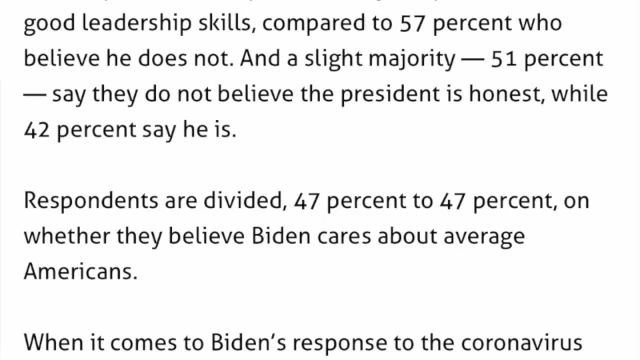 good leadership skills, compared to 57 percent who
believe he does not. And a slight majority — 51 percent
— say they do not believe the president is honest, while
42 percent say he is.
Respondents are divided, 47 percent to 47 percent, on
whether they believe Biden cares about average
Americans.
When it comes to Biden’s response to the coronavirus